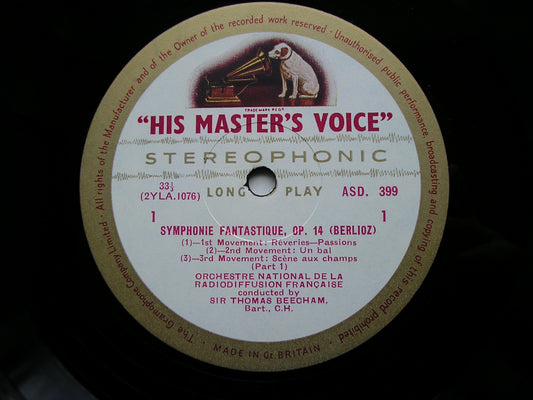 The Gramophone Company Limited · All rights of the Manufacturer and of the Owner of the recorded work reserved · Unauthorised public performance, broadcasting and copying of this record prohibited
TRADE MARK REGD
"HIS MASTER'S VOICE"
STEREOPHONIC
LONG PLAY
33⅓
(2YLA.1076)
ASD. 399
1 1
SYMPHONIE FANTASTIQUE, OP. 14 (BERLIOZ)
(1)—1st Movement: Rêveries—Passions
(2)—2nd Movement: Un bal
(3)—3rd Movement: Scène aux champs
(Part 1)
ORCHESTRE NATIONAL DE LA
RADIODIFFUSION FRANÇAISE
conducted by
SIR THOMAS BEECHAM,
Bart., C.H.
· MADE IN Gt. BRITAIN ·